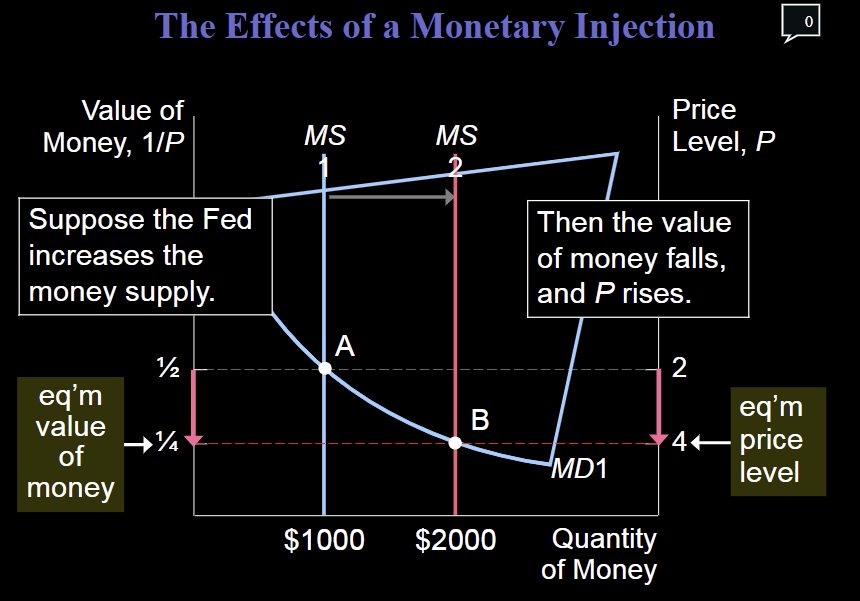 The Effects of a Monetary Injection
0
Value of
Money, 1/P
MS
1
MS
2
Price
Level, P
Suppose the Fed
increases the
money supply.
Then the value
of money falls,
and P rises.
A
½
2
eq’m
value
of
money
B
¼
4
eq’m
price
level
MD1
$1000
$2000
Quantity
of Money